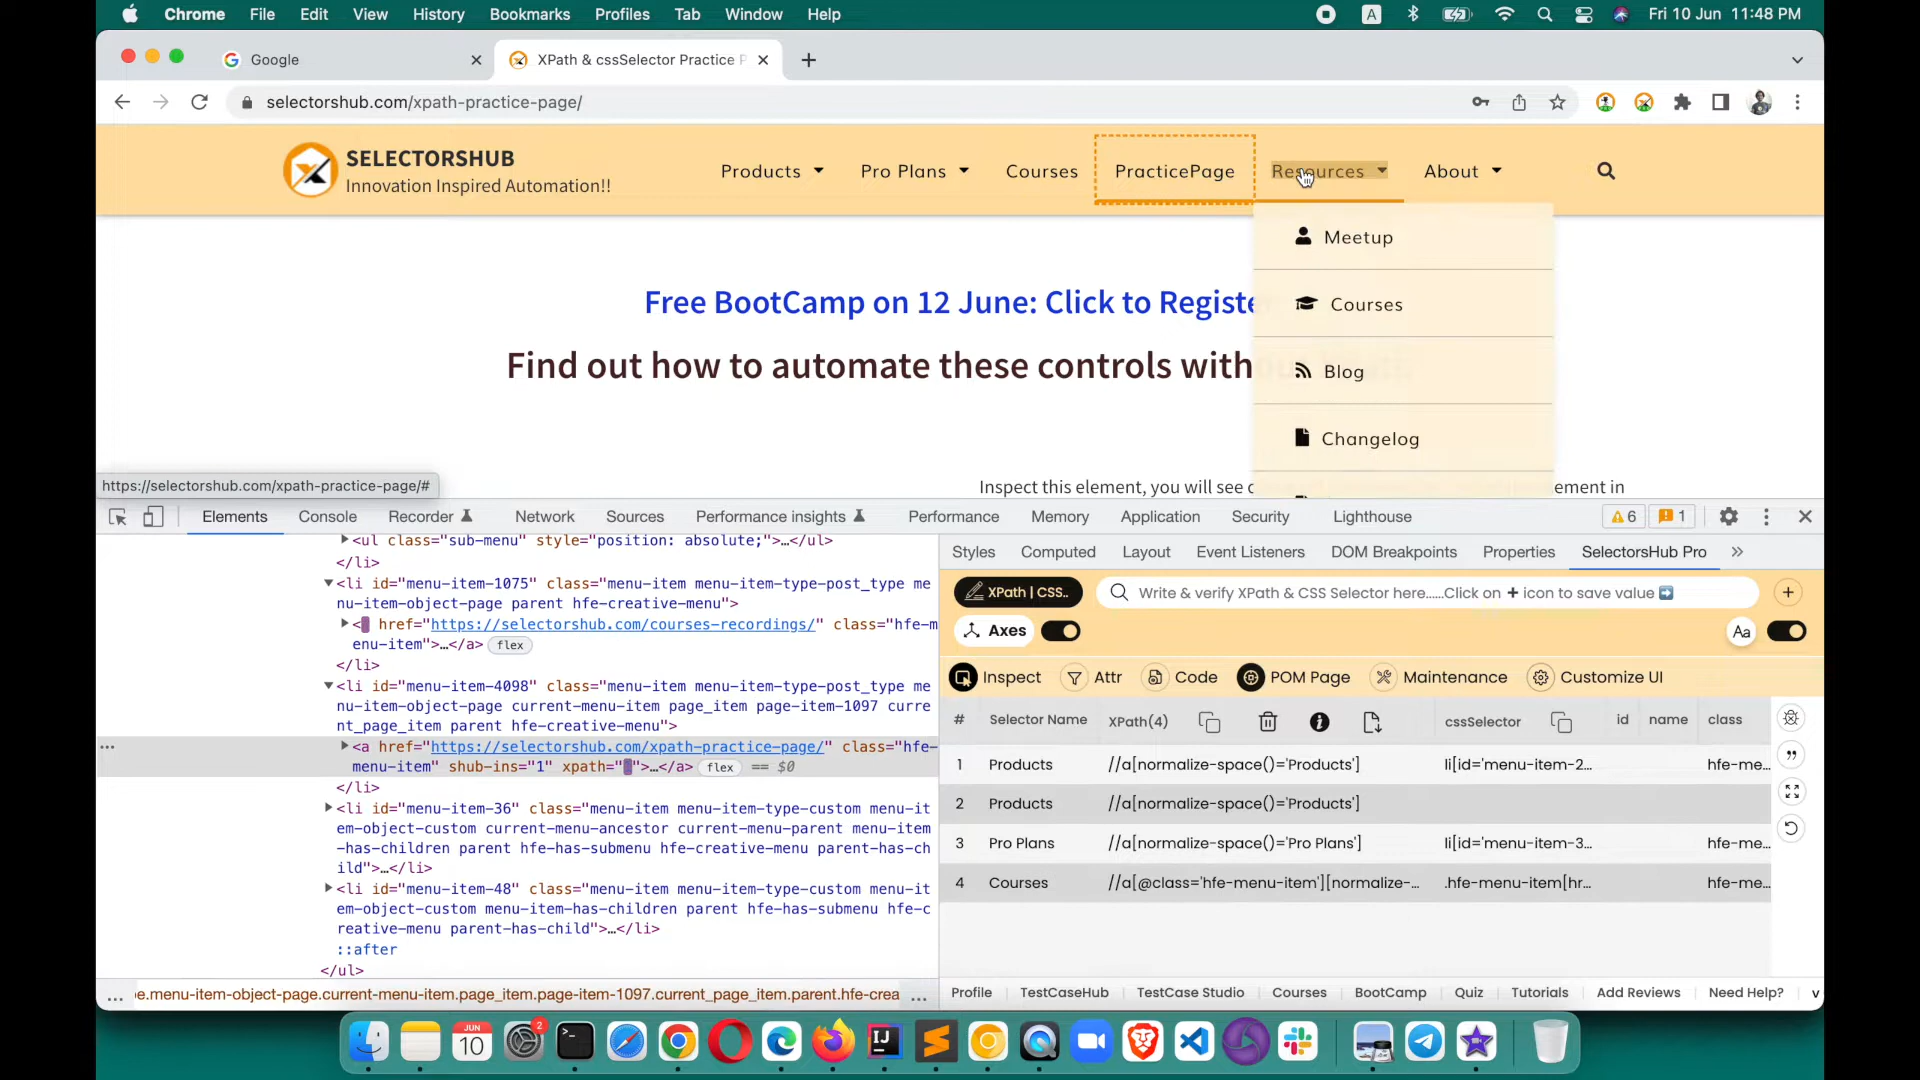 Chrome File Edit View History Bookmarks Profiles Tab Window Help
A
Fri 10 Jun 11:48 PM
Google
XPath & cssSelector Practice P
selectorshub.com/xpath-practice-page/
SELECTORSHUB
Innovation Inspired Automation!!
Products Pro Plans Courses PracticePage Resources About
Meetup
Courses
Blog
Changelog
Free BootCamp on 12 June: Click to Registe
Find out how to automate these controls with
https://selectorshub.com/xpath-practice-page/#
Inspect this element, you will see
ement in
Elements Console Recorder Network Sources Performance insights Performance Memory Application Security Lighthouse 6 1
<ul class="sub-menu" style="position: absolute;">…</ul>
</li>
<li id="menu-item-1075" class="menu-item menu-item-type-post_type me
nu-item-object-page parent hfe-creative-menu">
< href="https://selectorshub.com/courses-recordings/" class="hfe-m
enu-item">…</a> flex
</li>
<li id="menu-item-4098" class="menu-item menu-item-type-post_type me
nu-item-object-page current-menu-item page_item page-item-1097 curre
nt_page_item parent hfe-creative-menu">
<a href="https://selectorshub.com/xpath-practice-page/" class="hfe-
menu-item" shub-ins="1" xpath="">…</a> flex == $0
</li>
<li id="menu-item-36" class="menu-item menu-item-type-custom menu-it
em-object-custom current-menu-ancestor current-menu-parent menu-item
-has-children parent hfe-has-submenu hfe-creative-menu parent-has-ch
ild">…</li>
<li id="menu-item-48" class="menu-item menu-item-type-custom menu-it
em-object-custom menu-item-has-children parent hfe-has-submenu hfe-c
reative-menu parent-has-child">…</li>
::after
</ul>
… e.menu-item-object-page.current-menu-item.page_item.page-item-1097.current_page_item.parent.hfe-crea …
Styles Computed Layout Event Listeners DOM Breakpoints Properties SelectorsHub Pro »
XPath | CSS.. Write & verify XPath & CSS Selector here......Click on + icon to save value
Axes Aa
Inspect Attr Code POM Page Maintenance Customize UI
# Selector Name XPath(4) cssSelector id name class
1 Products //a[normalize-space()='Products'] li[id='menu-item-2... hfe-me...
2 Products //a[normalize-space()='Products']
3 Pro Plans //a[normalize-space()='Pro Plans'] li[id='menu-item-3... hfe-me...
4 Courses //a[@class='hfe-menu-item'][normalize-... .hfe-menu-item[hr... hfe-me...
Profile TestCaseHub TestCase Studio Courses BootCamp Quiz Tutorials Add Reviews Need Help? v
JUN
10
2
IJ